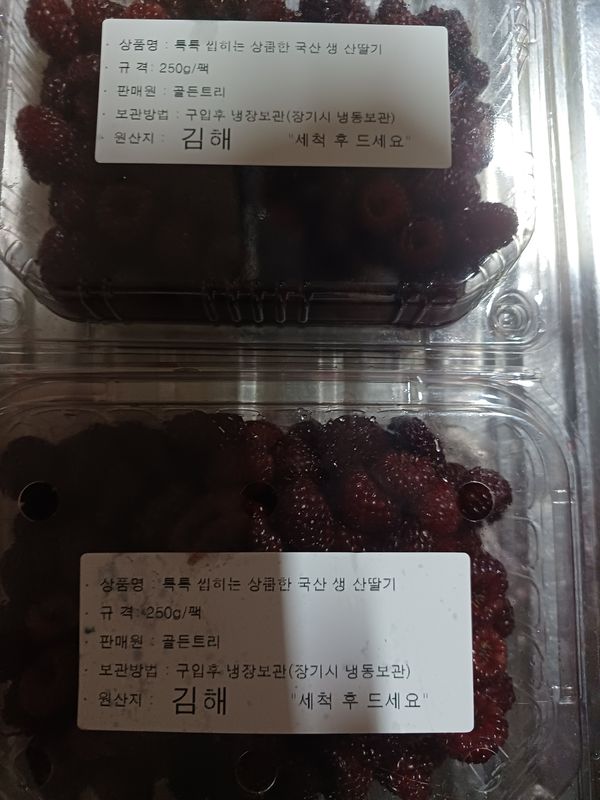 · 상품명 : 톡톡 씹히는 상큼한 국산 생 산딸기
· 규 격: 250g/팩
· 판매원 : 골든트리
· 보관방법 : 구입후 냉장보관(장기시 냉동보관)
· 원산지 : 김해 "세척 후 드세요"
· 상품명 : 톡톡 씹히는 상큼한 국산 생 산딸기
· 규 격: 250g/팩
· 판매원 : 골든트리
· 보관방법 : 구입후 냉장보관(장기시 냉동보관)
· 원산지 : 김해 "세척 후 드세요"